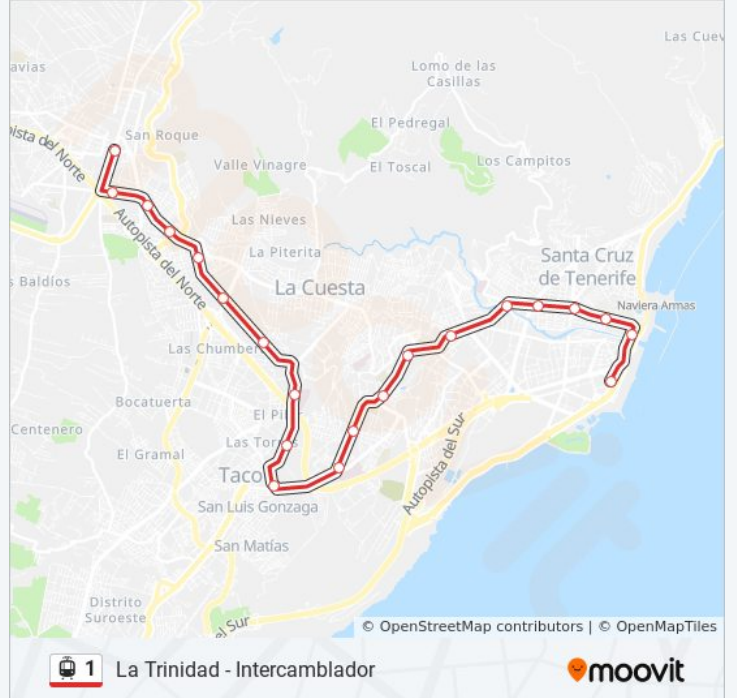 Las Cuev
avias
Lomo de las
Casillas
San Roque
El Pedregal
pista del Norte
Valle Vinagre
El Toscal
Los Campitos
Las Nieves
Autopista del Norte
La Piterita
Santa Cruz
de Tenerife
s Baldíos
La Cuesta
Naviera Armas
Las Chumber
Bocatuerta
El Pil
Centenero
Las Torres
El Gramal
Autopista del Sur
Taco
San Luis Gonzaga
San Matías
Distrito
Suroeste
el Sur
© OpenStreetMap contributors | © OpenMapTiles
1 La Trinidad - Intercamblador
moovit